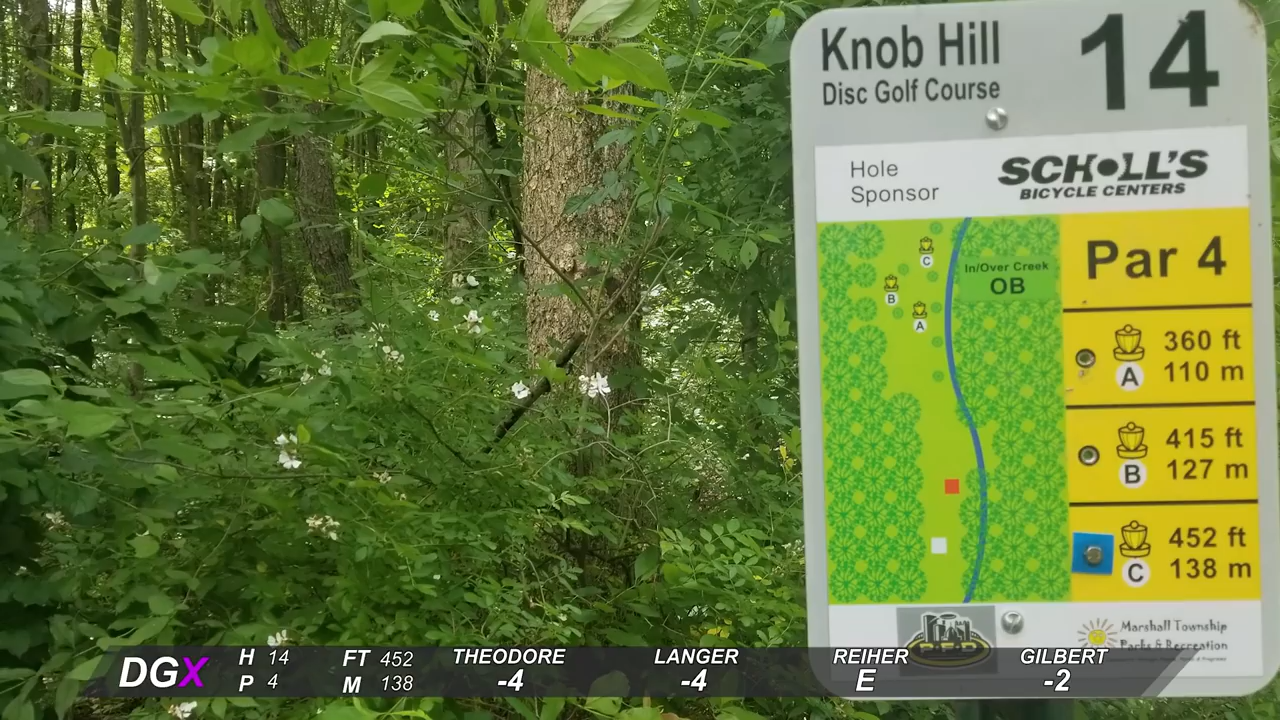 Knob Hill
Disc Golf Course
14
Hole
Sponsor
SCHOLL'S
BICYCLE CENTERS
C
B
A
In/Over Creek
OB
Par 4
A
360 ft
110 m
B
415 ft
127 m
C
452 ft
138 m
Marshall Township
Parks & Recreation
DGX
H 14
P 4
FT 452
M 138
THEODORE
-4
LANGER
-4
REIHER
E
GILBERT
-2